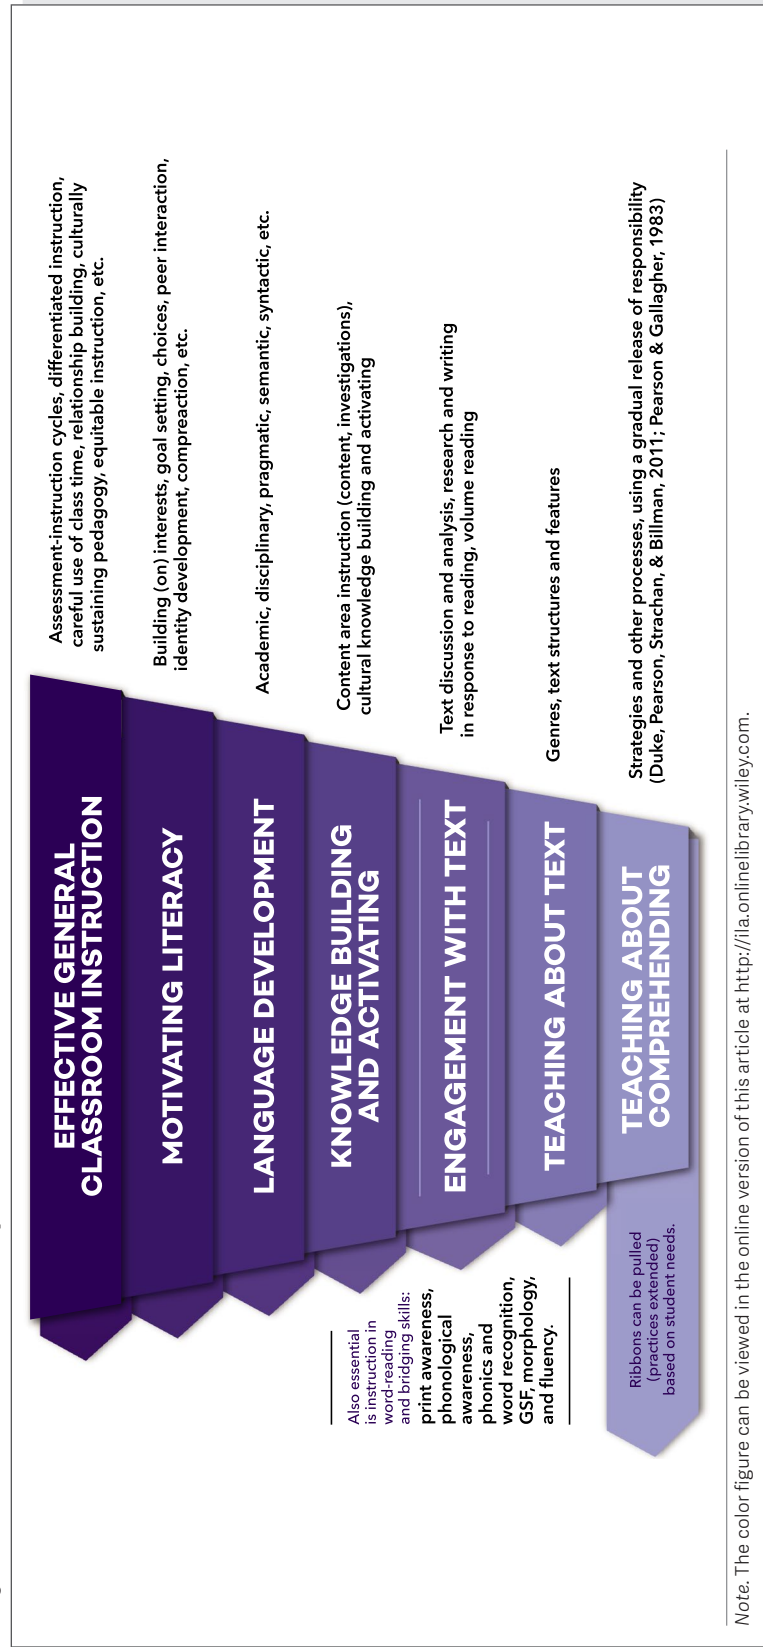 EFFECTIVE GENERAL
CLASSROOM INSTRUCTION
Assessment-instruction cycles, differentiated instruction,
careful use of class time, relationship building, culturally
sustaining pedagogy, equitable instruction, etc.
MOTIVATING LITERACY
Building (on) interests, goal setting, choices, peer interaction,
identity development, compreaction, etc.
LANGUAGE DEVELOPMENT
Academic, disciplinary, pragmatic, semantic, syntactic, etc.
KNOWLEDGE BUILDING
AND ACTIVATING
Content area instruction (content, investigations),
cultural knowledge building and activating
ENGAGEMENT WITH TEXT
Text discussion and analysis, research and writing
in response to reading, volume reading
TEACHING ABOUT TEXT
Genres, text structures and features
TEACHING ABOUT
COMPREHENDING
Strategies and other processes, using a gradual release of responsibility
(Duke, Pearson, Strachan, & Billman, 2011; Pearson & Gallagher, 1983)
Also essential
is instruction in
word-reading
and bridging skills:
print awareness,
phonological
awareness,
phonics and
word recognition,
GSF, morphology,
and fluency.
Ribbons can be pulled
(practices extended)
based on student needs.
Note. The color figure can be viewed in the online version of this article at http://ila.onlinelibrary.wiley.com.